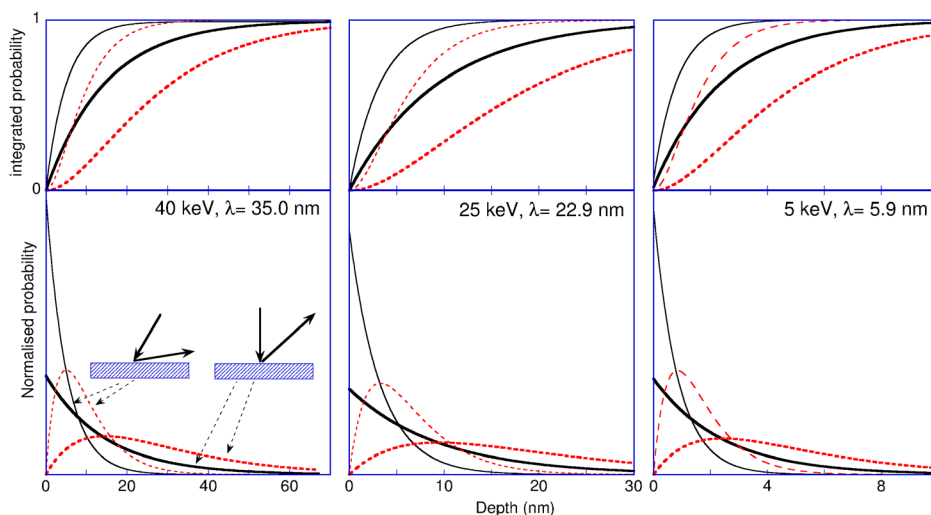 1
integrated probability
0
40 keV, λ= 35.0 nm
25 keV, λ= 22.9 nm
5 keV, λ= 5.9 nm
Normalised probability
0 20 40 60
0 10 20 30
0 4 8
Depth (nm)